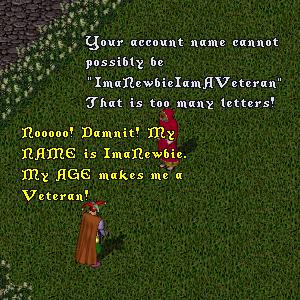 Your account name cannot
possibly be
"ImaNewbieIamAVeteran"
That is too many letters!
Nooooo! Damnit! My
NAME is ImaNewbie.
My AGE makes me a
Veteran!